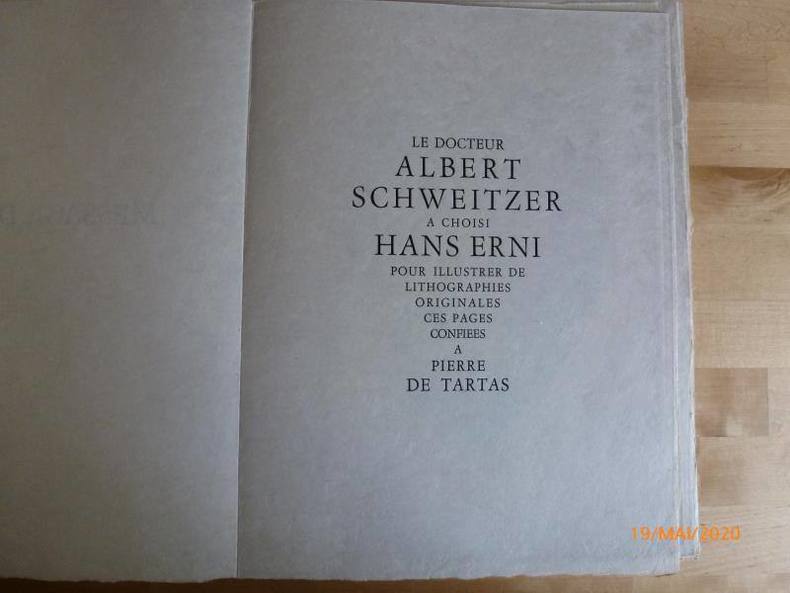 LE DOCTEUR
ALBERT
SCHWEITZER
A CHOISI
HANS ERNI
POUR ILLUSTRER DE
LITHOGRAPHIES
ORIGINALES
CES PAGES
CONFIEES
A
PIERRE
DE TARTAS
19/MAI/2020